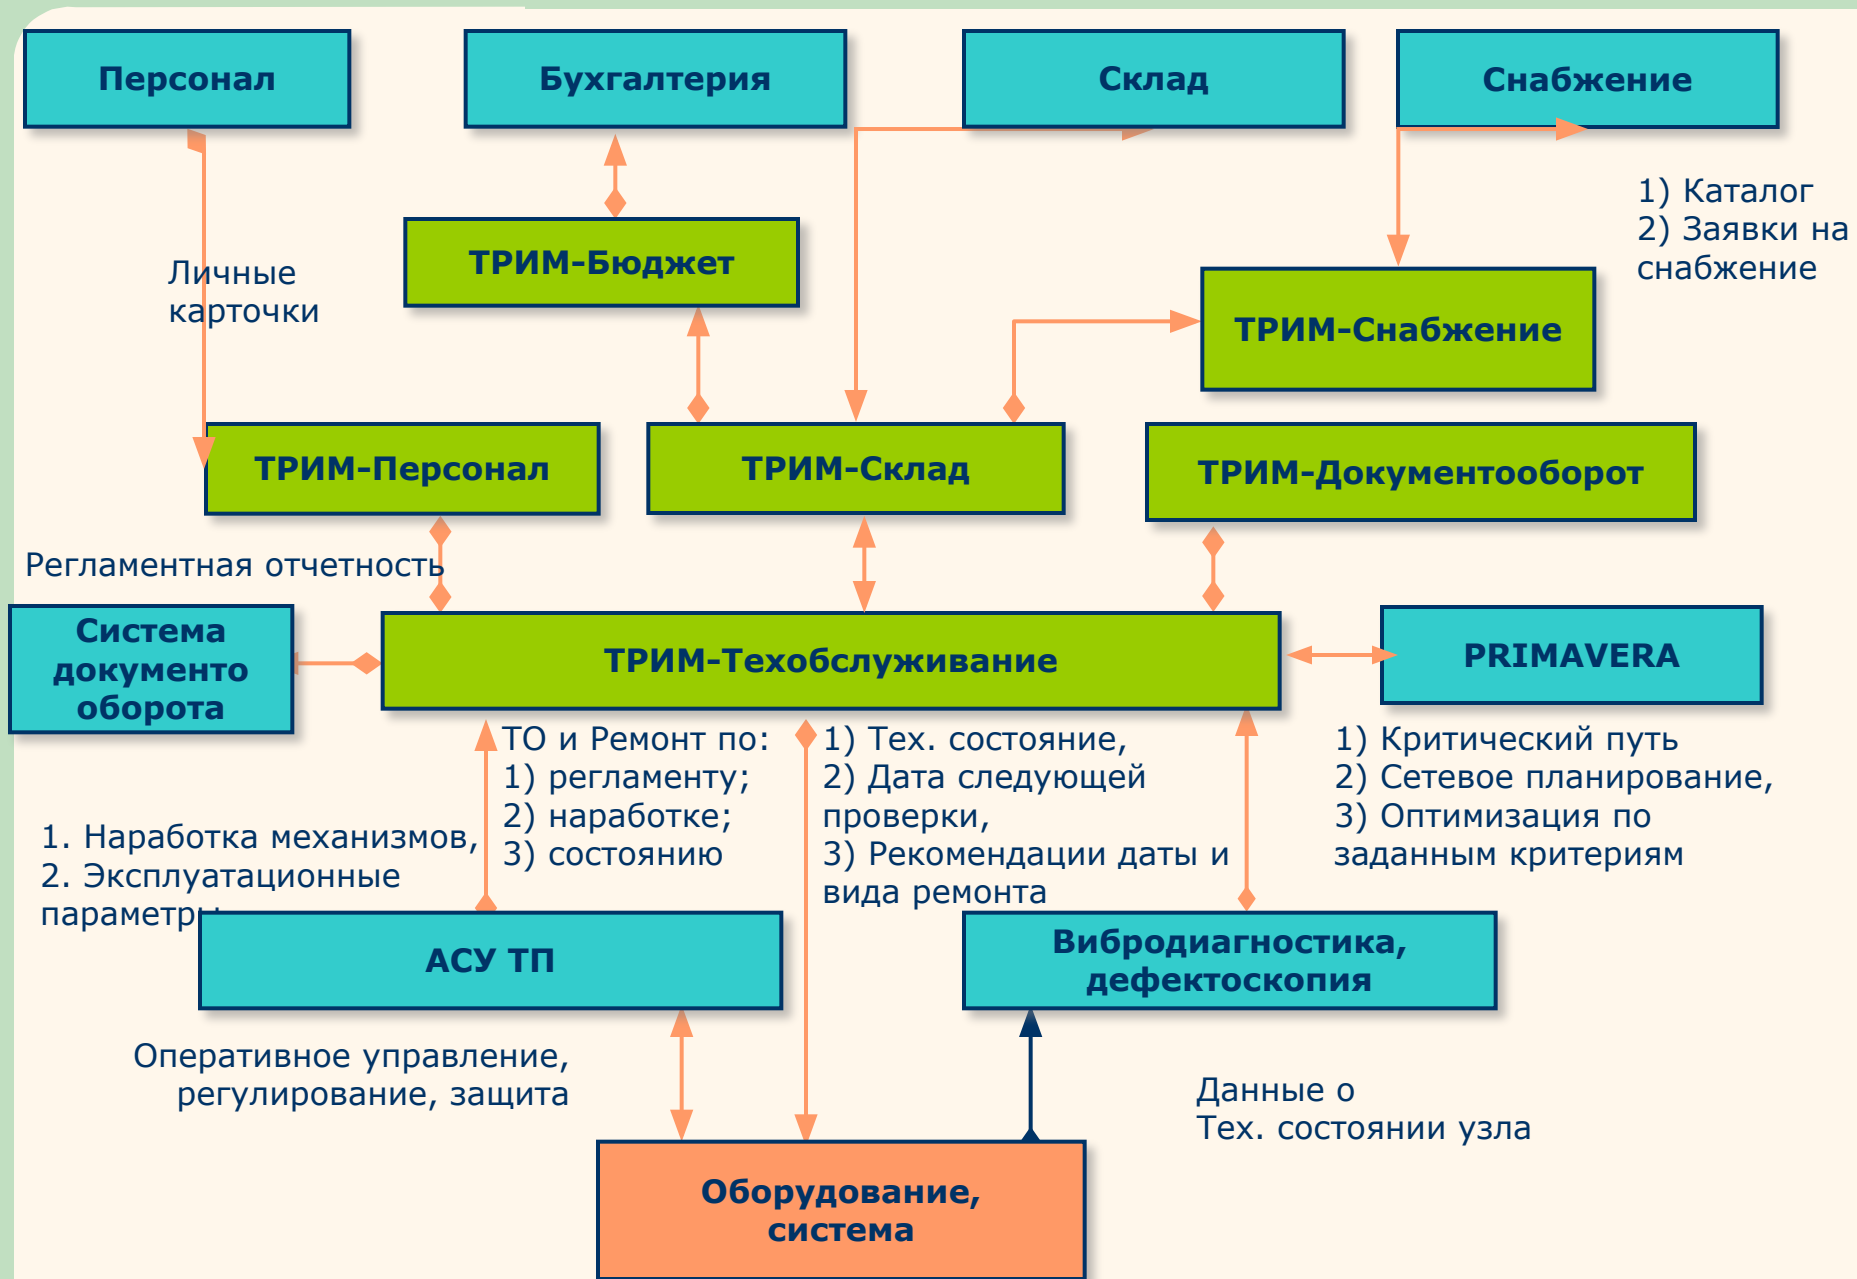 Персонал
Бухгалтерия
Склад
Снабжение
1) Каталог
2) Заявки на
снабжение
ТРИМ-Бюджет
Личные
карточки
ТРИМ-Снабжение
ТРИМ-Персонал
ТРИМ-Склад
ТРИМ-Документооборот
Регламентная отчетность
Система
документо
оборота
ТРИМ-Техобслуживание
PRIMAVERA
ТО и Ремонт по:
1) регламенту;
2) наработке;
3) состоянию
1) Тех. состояние,
2) Дата следующей
проверки,
3) Рекомендации даты и
вида ремонта
1) Критический путь
2) Сетевое планирование,
3) Оптимизация по
заданным критериям
1. Наработка механизмов,
2. Эксплуатационные
параметры
АСУ ТП
Вибродиагностика,
дефектоскопия
Оперативное управление,
регулирование, защита
Данные о
Тех. состоянии узла
Оборудование,
система